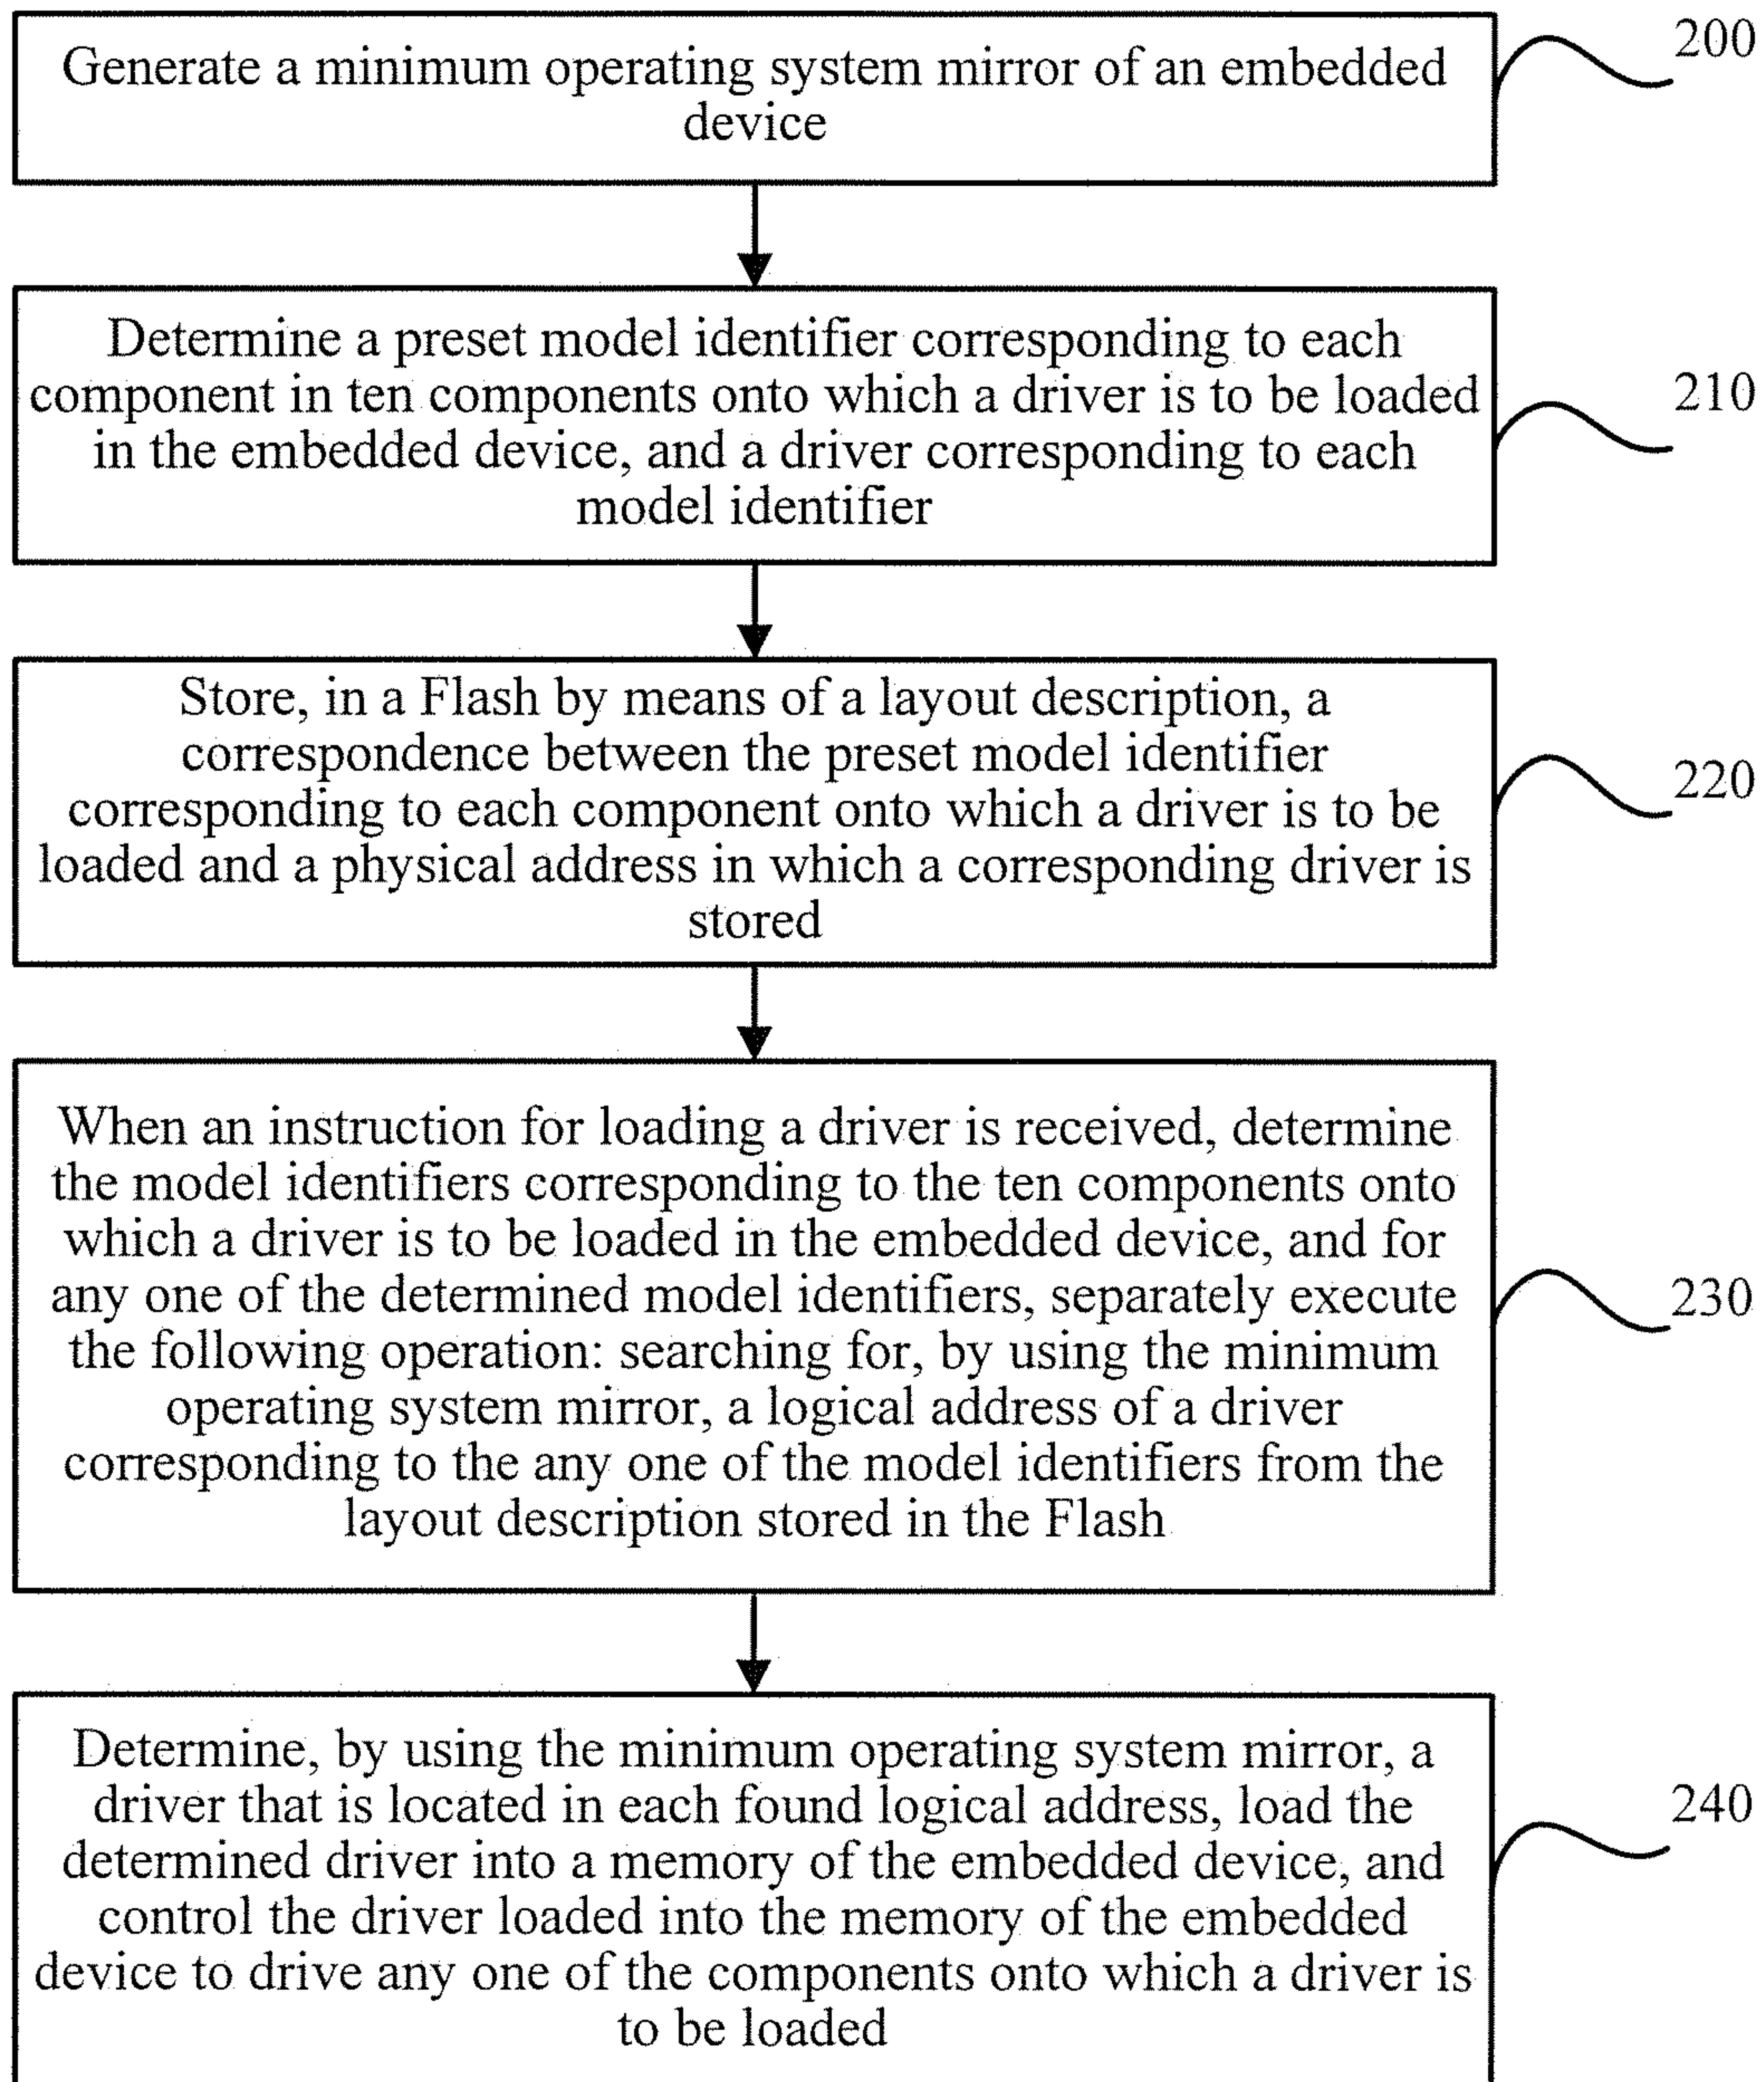 Generate a minimum operating system mirror of an embedded
device
200
Determine a preset model identifier corresponding to each
component in ten components onto which a driver is to be loaded
in the embedded device, and a driver corresponding to each
model identifier
210
Store, in a Flash by means of a layout description, a
correspondence between the preset model identifier
corresponding to each component onto which a driver is to be
loaded and a physical address in which a corresponding driver is
stored
220
When an instruction for loading a driver is received, determine
the model identifiers corresponding to the ten components onto
which a driver is to be loaded in the embedded device, and for
any one of the determined model identifiers, separately execute
the following operation: searching for, by using the minimum
operating system mirror, a logical address of a driver
corresponding to the any one of the model identifiers from the
layout description stored in the Flash
230
Determine, by using the minimum operating system mirror, a
driver that is located in each found logical address, load the
determined driver into a memory of the embedded device, and
control the driver loaded into the memory of the embedded
device to drive any one of the components onto which a driver is
to be loaded
240